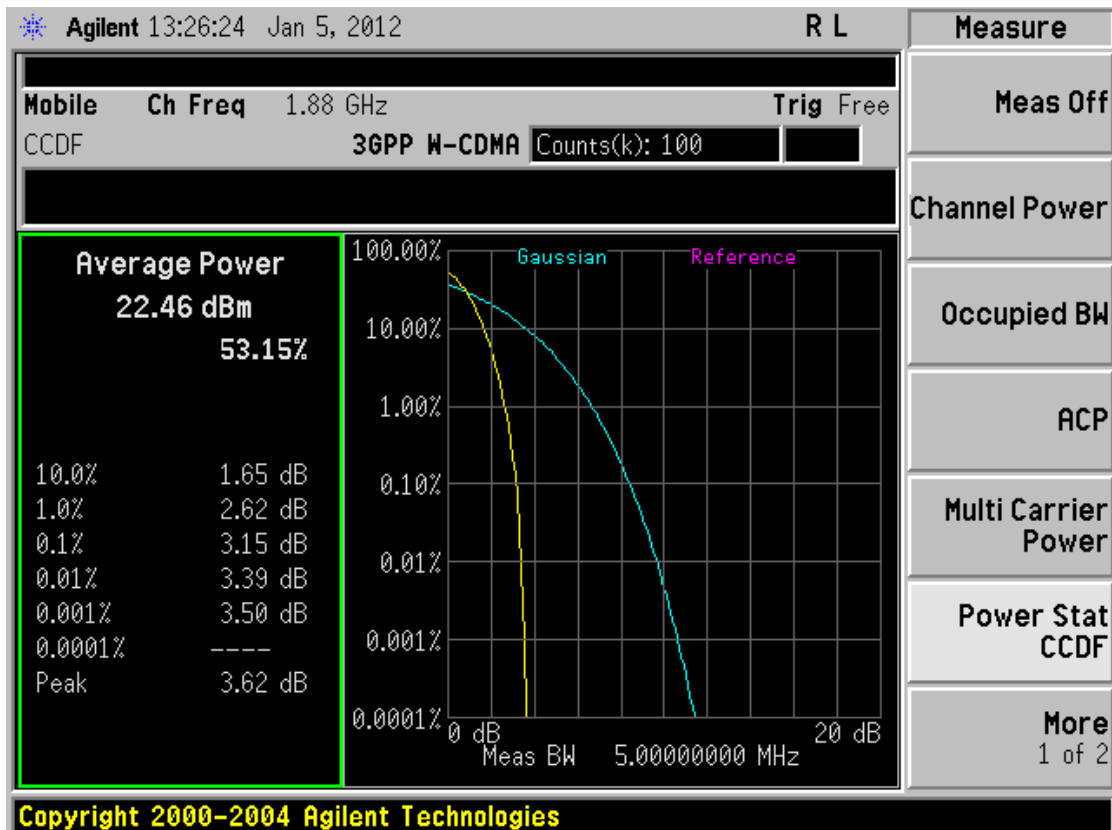 Agilent 13:26:24 Jan 5, 2012 R L
Measure
Mobile Ch Freq 1.88 GHz Trig Free
CCDF 3GPP W-CDMA Counts(k): 100
Average Power
22.46 dBm
53.15%
10.0% 1.65 dB
1.0% 2.62 dB
0.1% 3.15 dB
0.01% 3.39 dB
0.001% 3.50 dB
0.0001% ----
Peak 3.62 dB
Gaussian Reference
100.00%
10.00%
1.00%
0.10%
0.01%
0.001%
0.0001%
0 dB 20 dB
Meas BW 5.00000000 MHz
Meas Off
Channel Power
Occupied BW
ACP
Multi Carrier
Power
Power Stat
CCDF
More
1 of 2
Copyright 2000-2004 Agilent Technologies